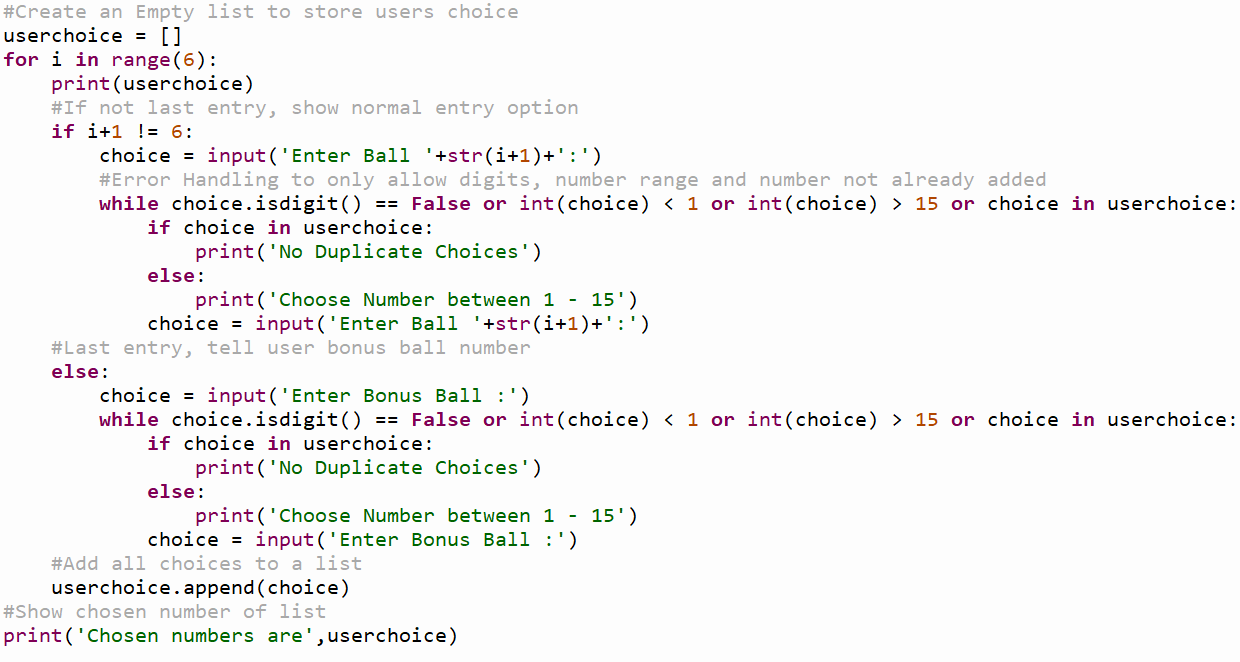 #Create an Empty list to store users choice
userchoice = []
for i in range(6):
    print(userchoice)
    #If not last entry, show normal entry option
    if i+1 != 6:
        choice = input('Enter Ball '+str(i+1)+':')
        #Error Handling to only allow digits, number range and number not already added
        while choice.isdigit() == False or int(choice) < 1 or int(choice) > 15 or choice in userchoice:
            if choice in userchoice:
                print('No Duplicate Choices')
            else:
                print('Choose Number between 1 - 15')
            choice = input('Enter Ball '+str(i+1)+':')
    #Last entry, tell user bonus ball number
    else:
        choice = input('Enter Bonus Ball :')
        while choice.isdigit() == False or int(choice) < 1 or int(choice) > 15 or choice in userchoice:
            if choice in userchoice:
                print('No Duplicate Choices')
            else:
                print('Choose Number between 1 - 15')
            choice = input('Enter Bonus Ball :')
    #Add all choices to a list
    userchoice.append(choice)
#Show chosen number of list
print('Chosen numbers are',userchoice)